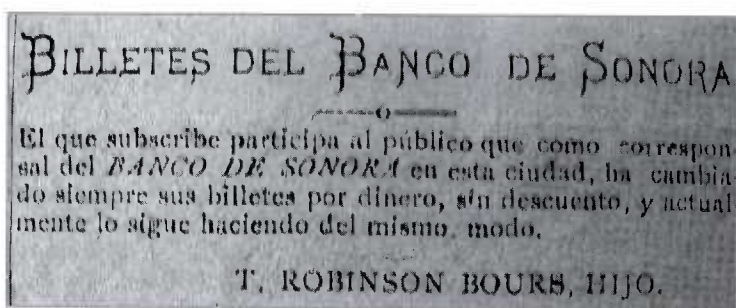 BILLETES DEL BANCO DE SONORA
El que subscribe participa al público que como correspon-
sal del BANCO DE SONORA en esta ciudad, ha cambia-
do siempre sus billetes por dinero, sin descuento, y actual
mente lo sigue haciendo del mismo. modo.
T. ROBINSON BOURS, HIJO.